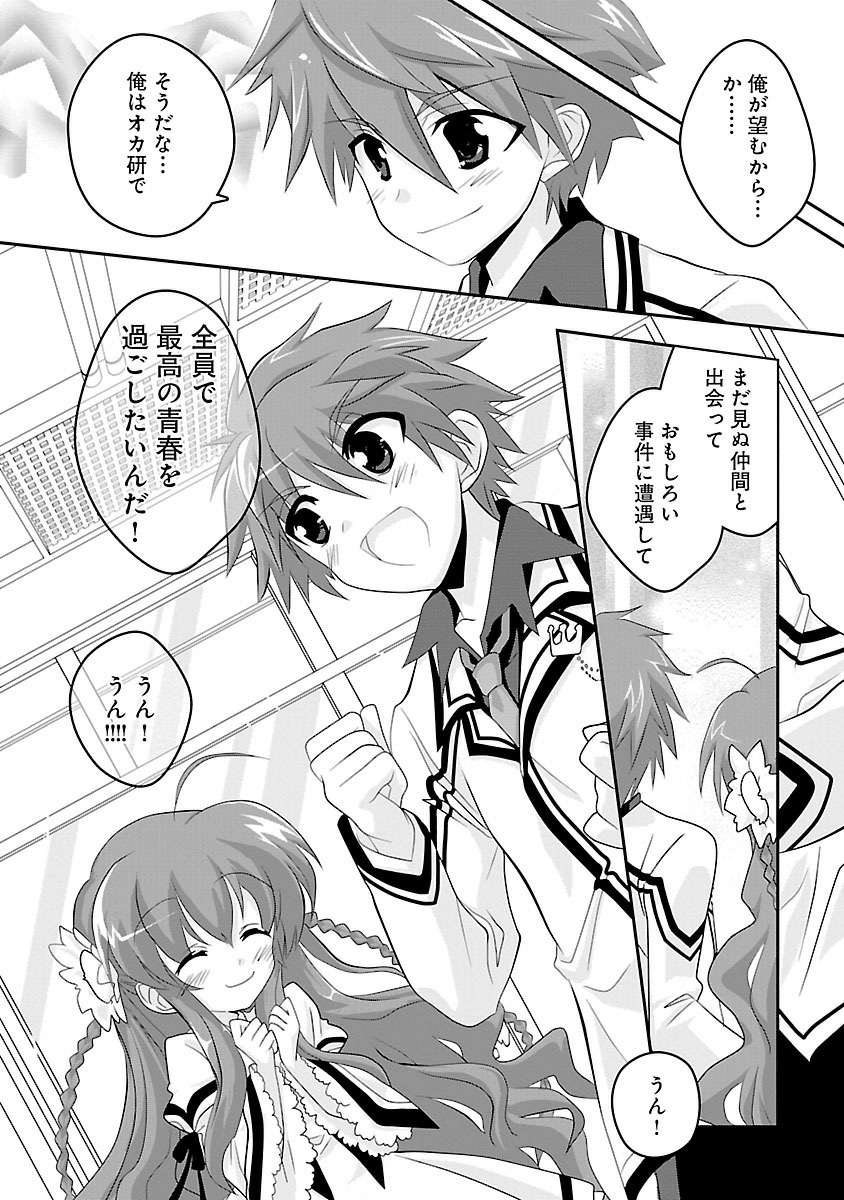 俺が望むから…
か……
そうだな…
俺はオカ研で
まだ見ぬ仲間と
出会って
おもしろい
事件に遭遇して
うん！
全員で
最高の青春を
過ごしたいんだ！
うん！
うん!!!!